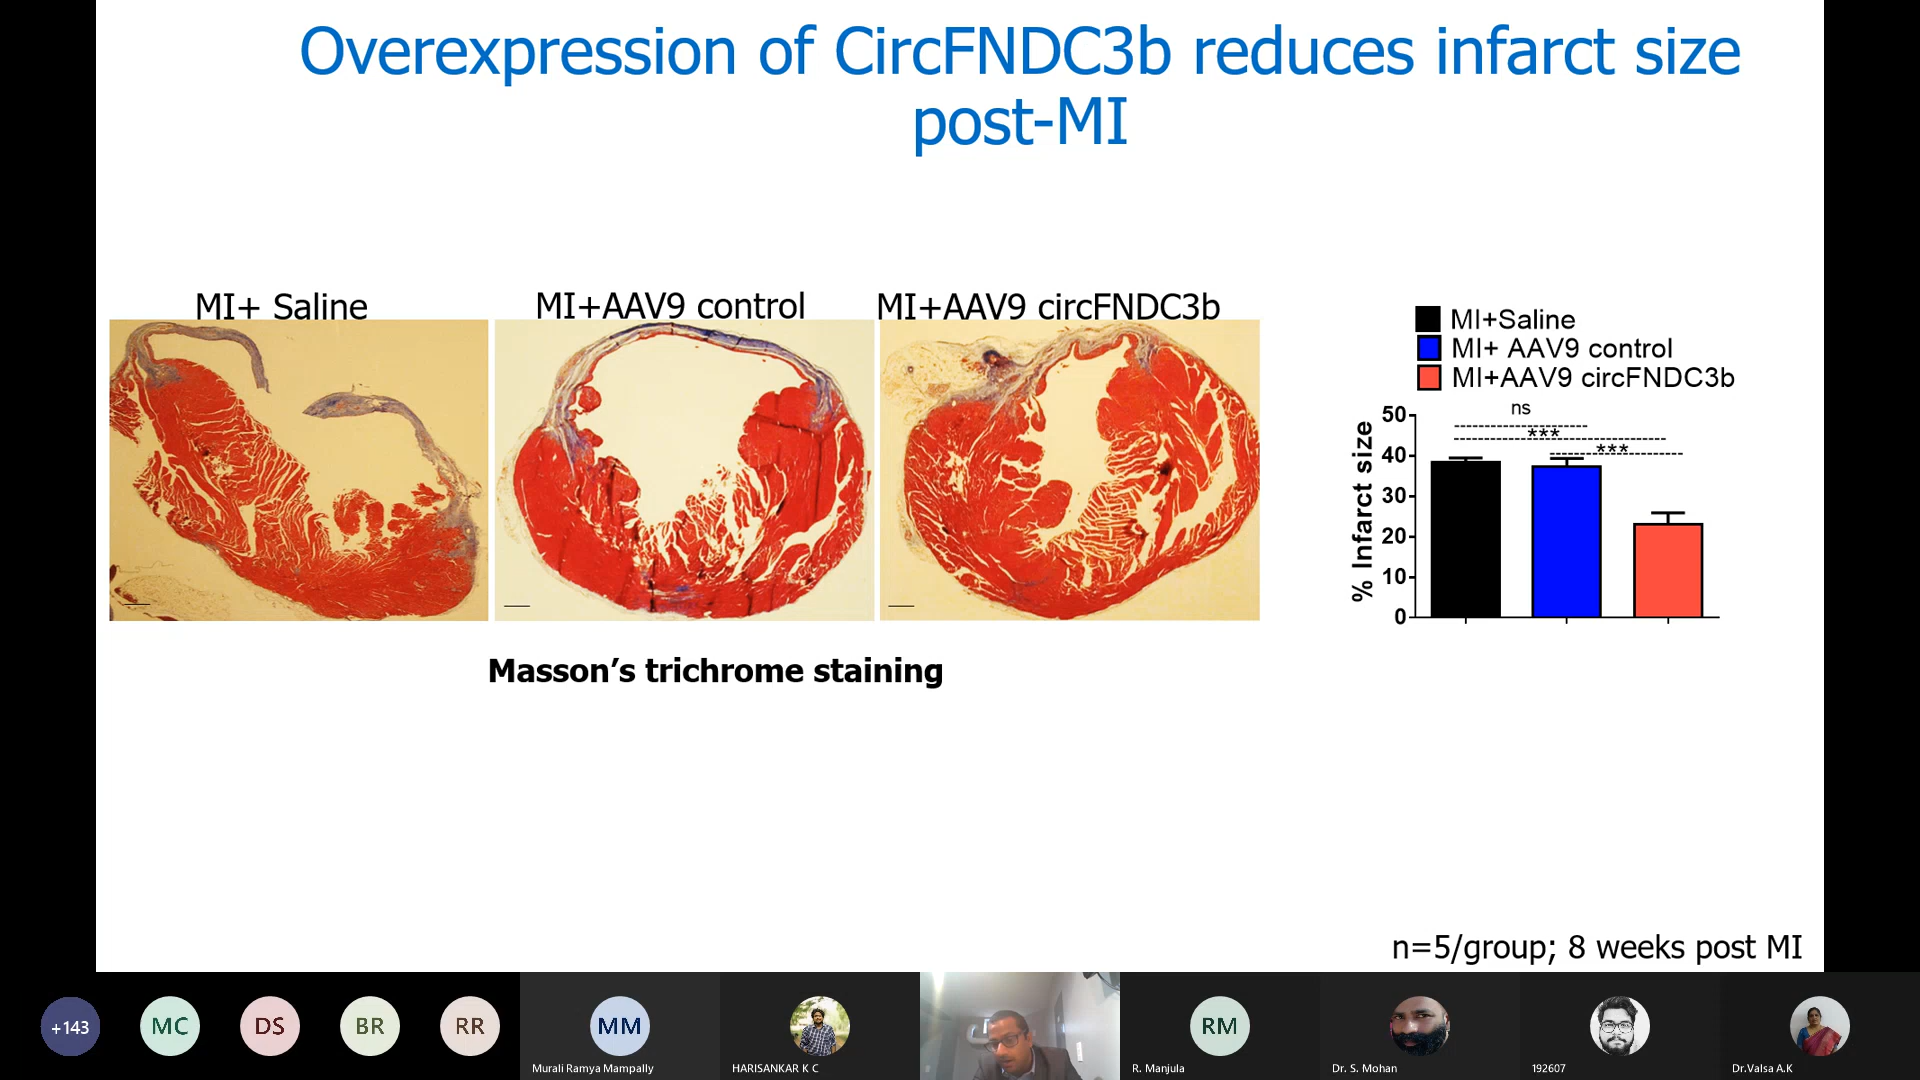 Overexpression of CircFNDC3b reduces infarct size
post-MI
MI+ Saline
MI+AAV9 control
MI+AAV9 circFNDC3b
Masson’s trichrome staining
MI+Saline
MI+ AAV9 control
MI+AAV9 circFNDC3b
ns
***
***
% Infarct size
50
40
30
20
10
0
n=5/group; 8 weeks post MI
+143
MC
DS
BR
RR
MM
Murali Ramya Mampally
HARISANKAR K C
RM
R. Manjula
Dr. S. Mohan
192607
Dr.Valsa A.K